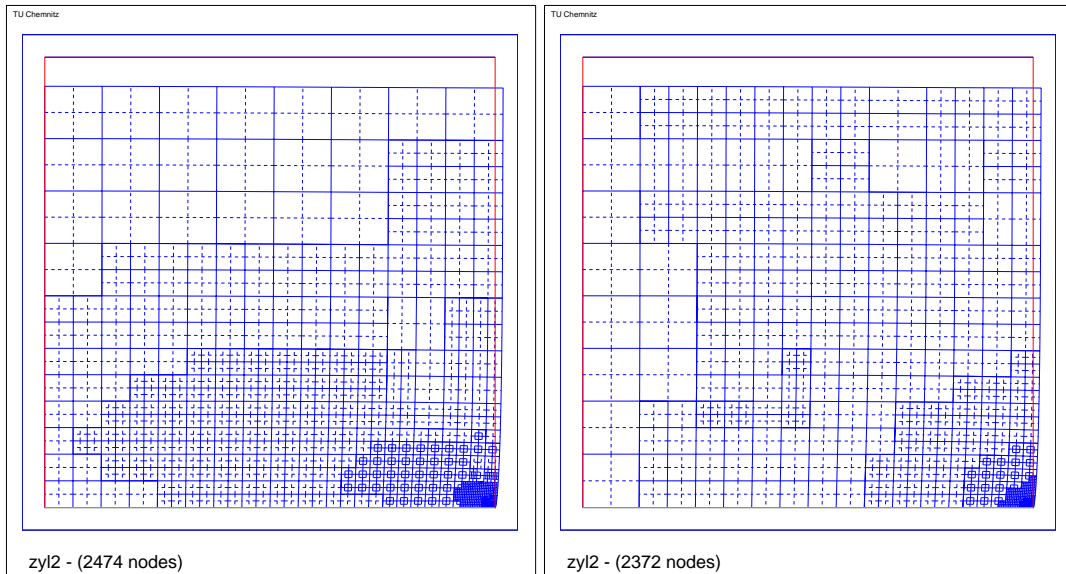 TU Chemnitz
zyl2 - (2474 nodes)
TU Chemnitz
zyl2 - (2372 nodes)